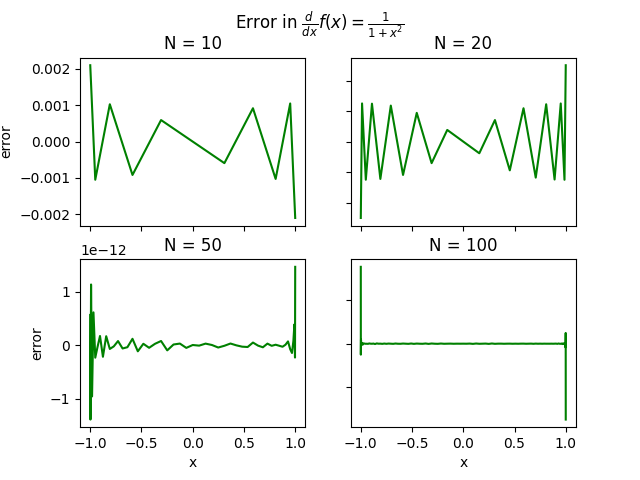 Error in $\frac{d}{dx}f(x) = \frac{1}{1+x^2}$
N = 10
N = 20
0.002
0.001
0.000
−0.001
−0.002
error
N = 50
N = 100
1e−12
1
0
−1
error
−1.0 −0.5 0.0 0.5 1.0
−1.0 −0.5 0.0 0.5 1.0
x
x